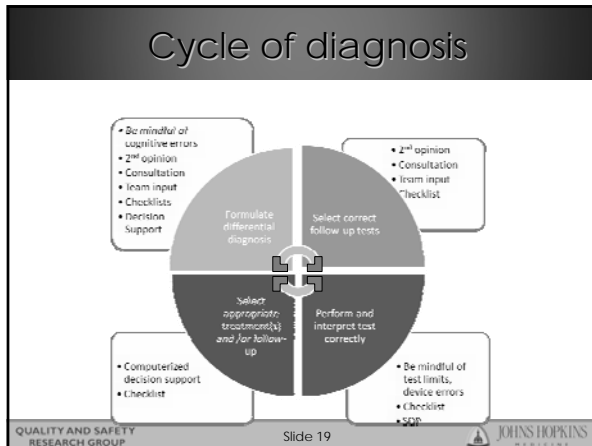 Cycle of diagnosis
• Be mindful of
cognitive errors
• 2nd opinion
• Consultation
• Team input
• Checklists
• Decision
Support
• 2nd opinion
• Consultation
• Team input
Checklist
Formulate
differential
diagnosis
Select correct
follow up tests
Select
appropriate
treatment(s)
and /or follow-
up
Perform and
interpret test
correctly
• Computerized
decision support
• Checklist
• Be mindful of
test limits,
device errors
• Checklist
• SOP
QUALITY AND SAFETY
RESEARCH GROUP
Slide 19
JOHNS HOPKINS
MEDICINE